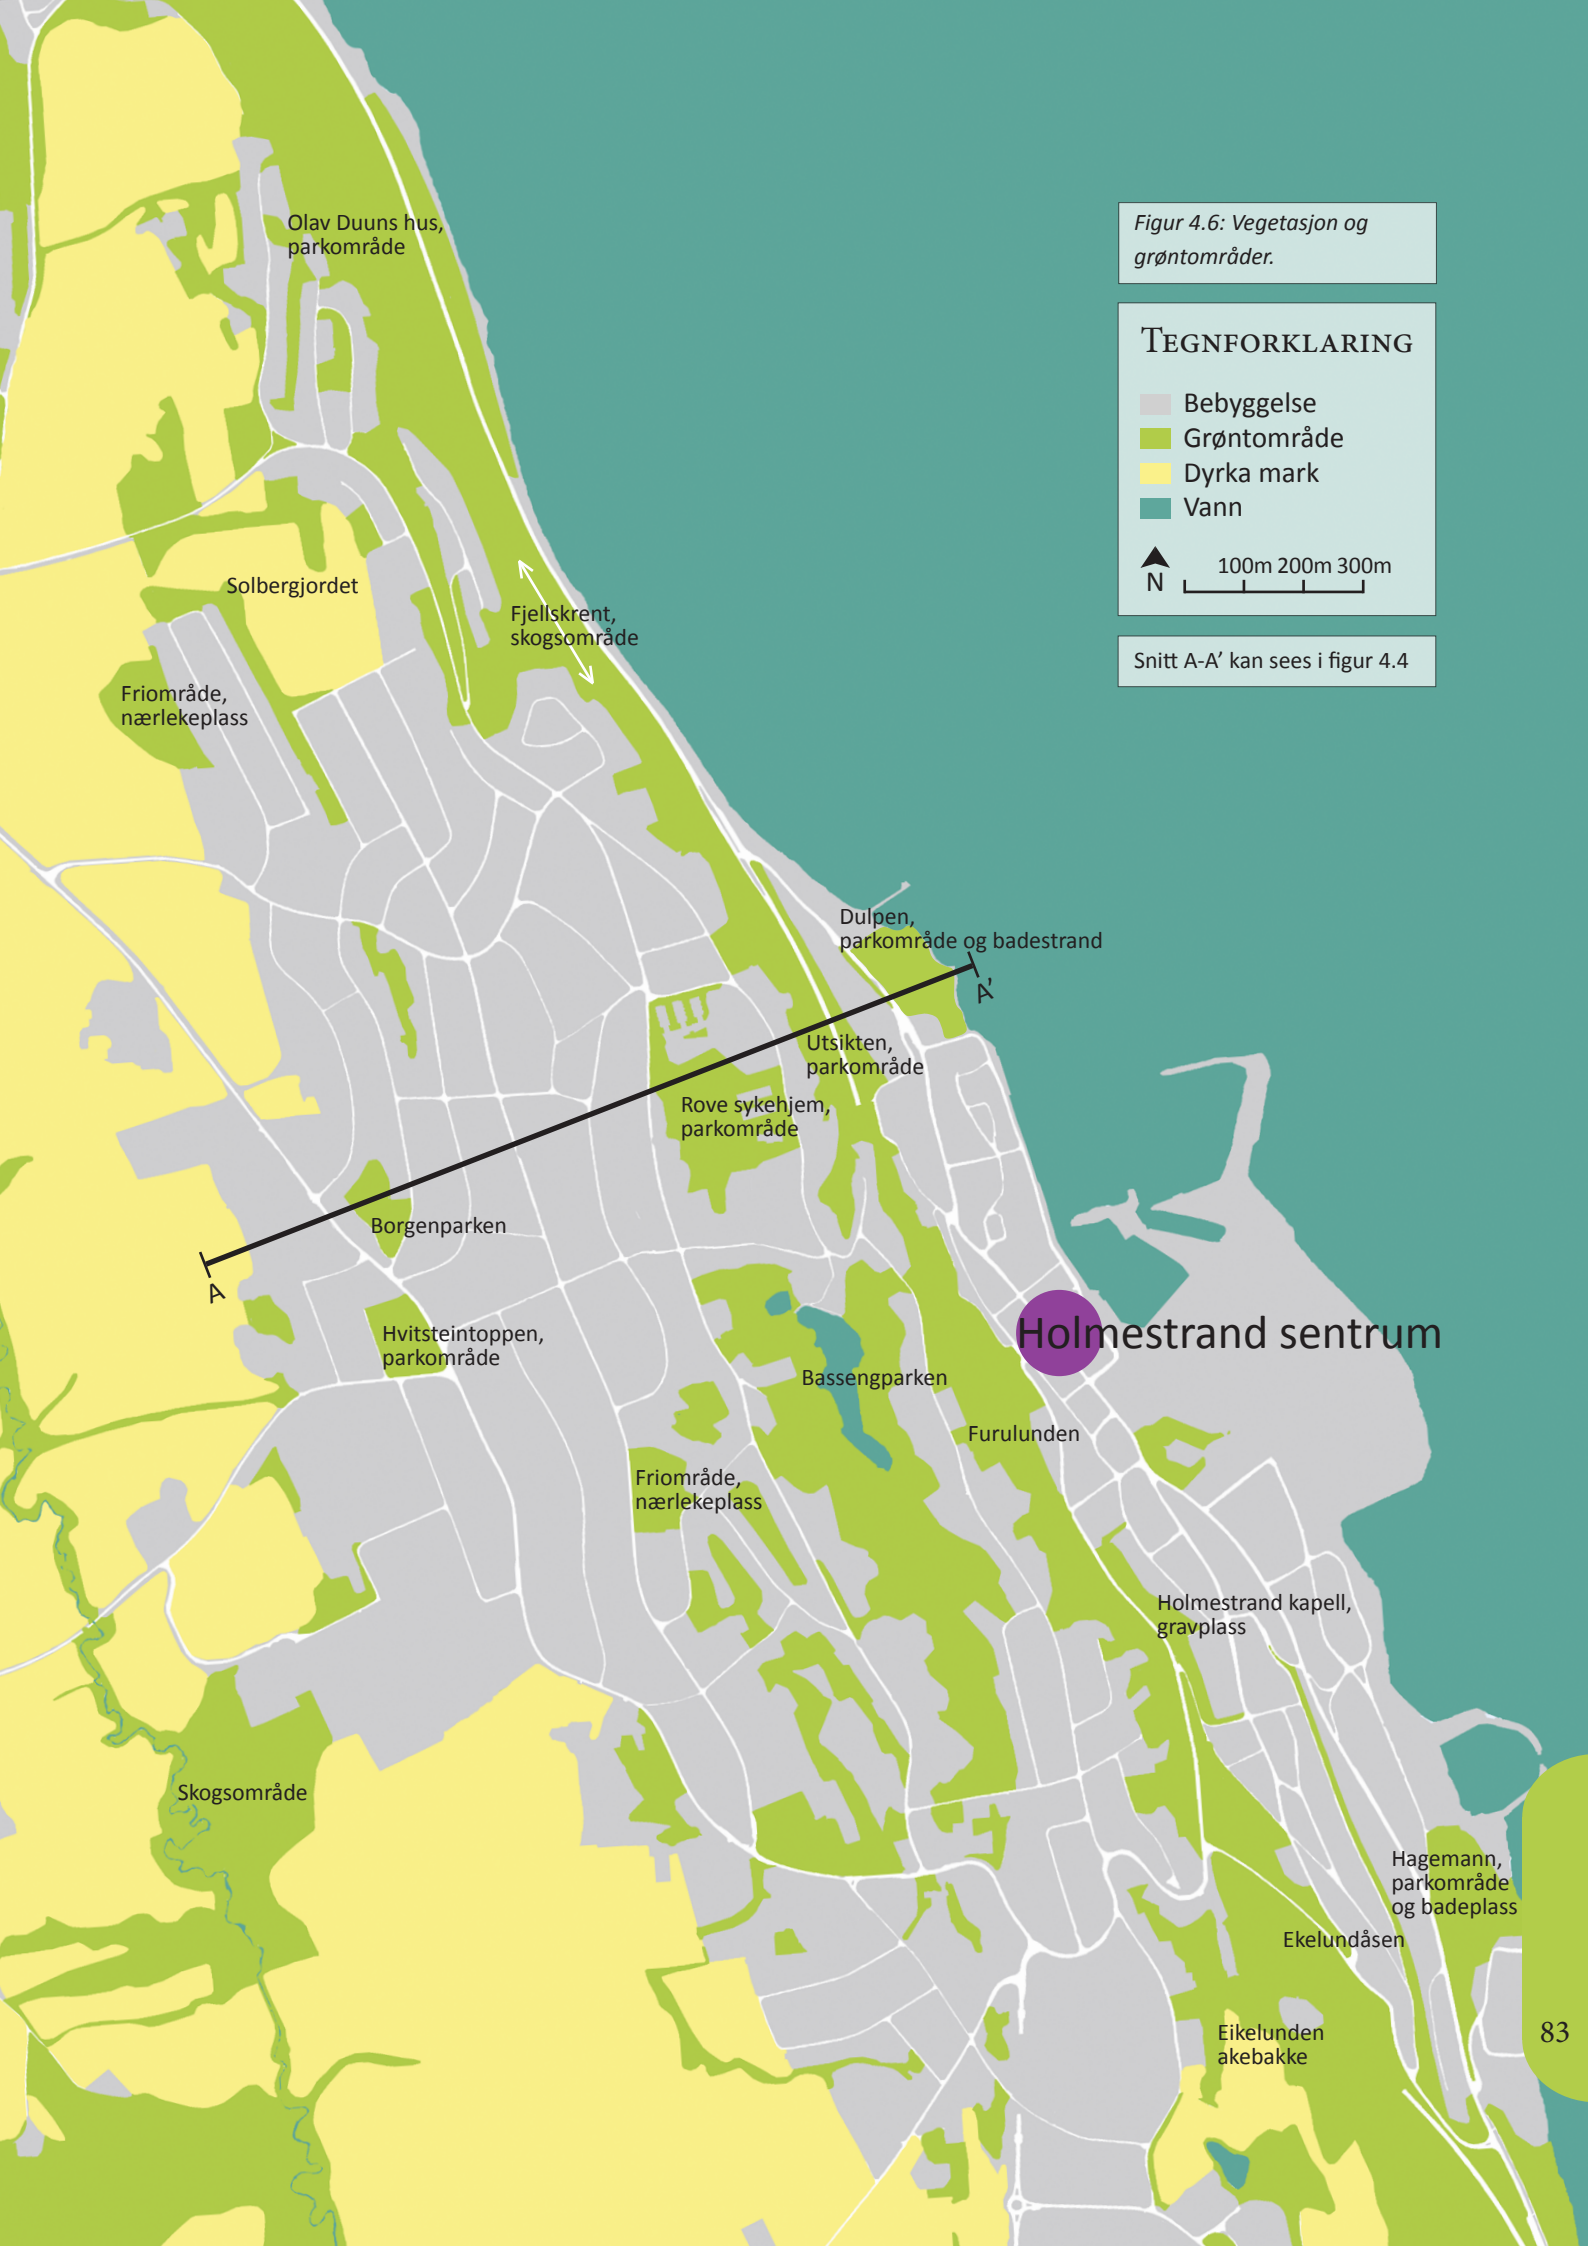 Olav Duuns hus,
parkområde
Figur 4.6: Vegetasjon og
grøntområder.
TEGNFORKLARING
Bebyggelse
Grøntområde
Dyrka mark
Vann
N
100m 200m 300m
Snitt A-A’ kan sees i figur 4.4
Solbergjordet
Fjellskrent,
skogsområde
Friområde,
nærlekeplass
Dulpen,
parkområde og badestrand
A’
Utsikten,
parkområde
Rove sykehjem,
parkområde
Borgenparken
A
Hvitsteintoppen,
parkområde
Holmestrand sentrum
Bassengparken
Furulunden
Friområde,
nærlekeplass
Holmestrand kapell,
gravplass
Skogsområde
Hagemann,
parkområde
og badeplass
Ekelundåsen
Eikelunden
akebakke
83